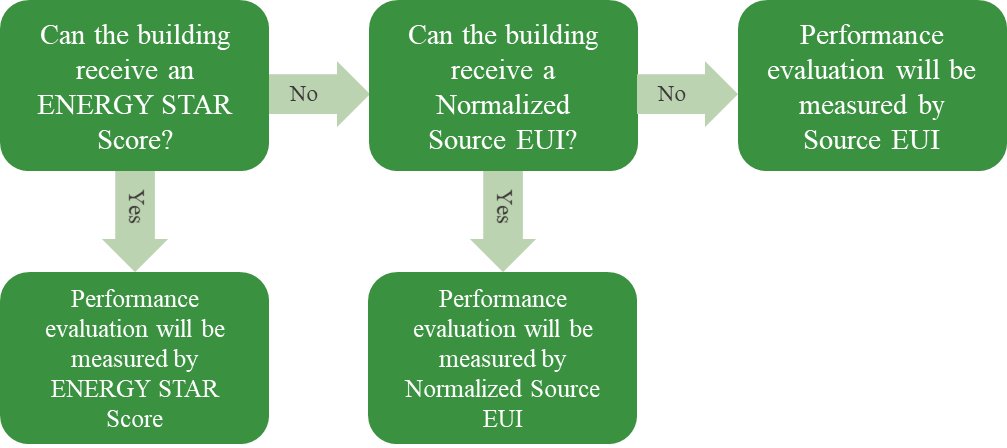 Can the building
receive an
ENERGY STAR
Score?
No
Can the building
receive a
Normalized
Source EUI?
No
Performance
evaluation will be
measured by
Source EUI
Yes
Yes
Performance
evaluation will be
measured by
ENERGY STAR
Score
Performance
evaluation will be
measured by
Normalized Source
EUI